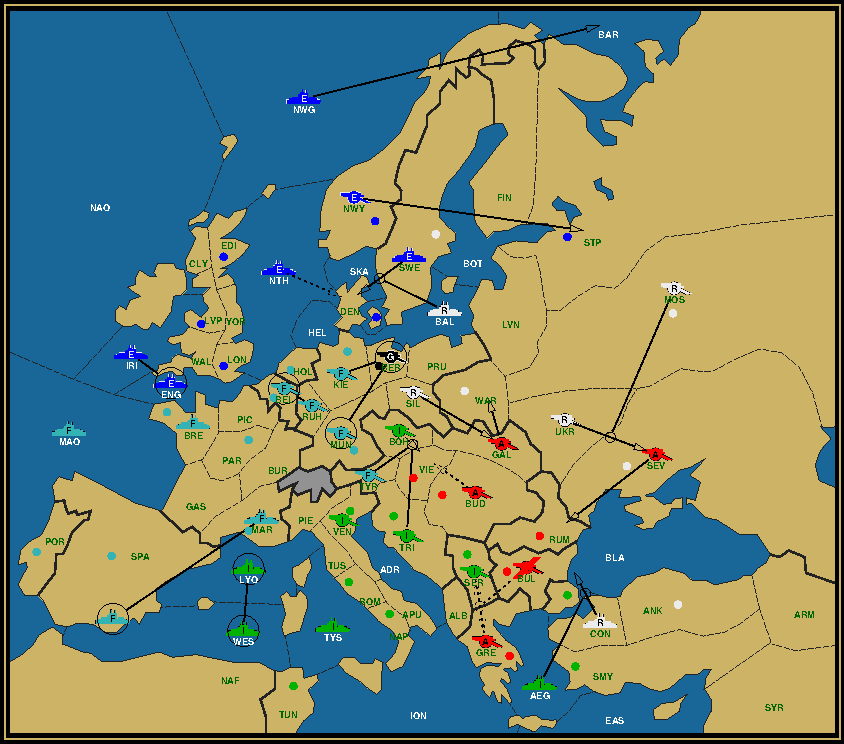 BAR
E
NWG
R
MOS
E
NWY
FIN
NAO
EDI
STP
CLY
E
SWE
E
NTH
SKA
BOT
DEN
R
BAL
VP YOR
LVN
HEL
E
IRI
G
BER
WAL
LON
HOL
PRU
F
KIE
E
ENG
F
BEL
R
SIL
WAR
F
RUH
F
MAO
F
BRE
PIC
R
UKR
F
MUN
I
BOH
A
GAL
PAR
A
SEV
BUR
VIE
F
TYR
A
BUD
GAS
F
MAR
PIE
I
VEN
I
TRI
RUM
POR
SPA
BLA
I
LYO
TUS
ADR
I
SER
BUL
ROM
APU
ALB
ANK
ARM
F
I
WES
I
TYS
NAP
A
GRE
R
CON
NAF
I
AEG
SMY
TUN
ION
EAS
SYR